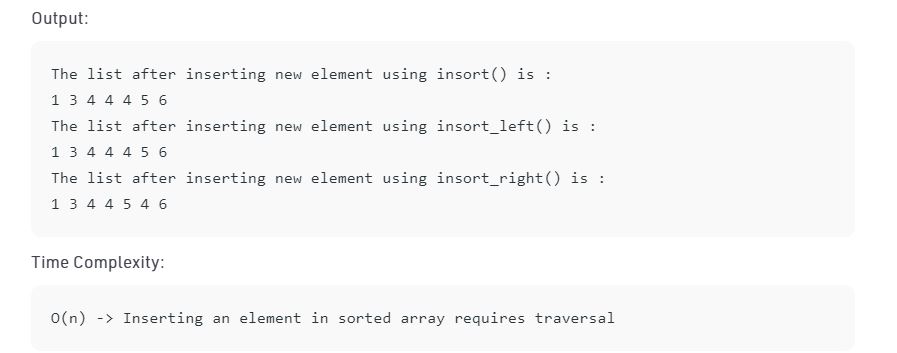 Output:
The list after inserting new element using insort() is :
1 3 4 4 4 5 6
The list after inserting new element using insort_left() is :
1 3 4 4 4 5 6
The list after inserting new element using insort_right() is :
1 3 4 4 5 4 6
Time Complexity:
O(n) -> Inserting an element in sorted array requires traversal